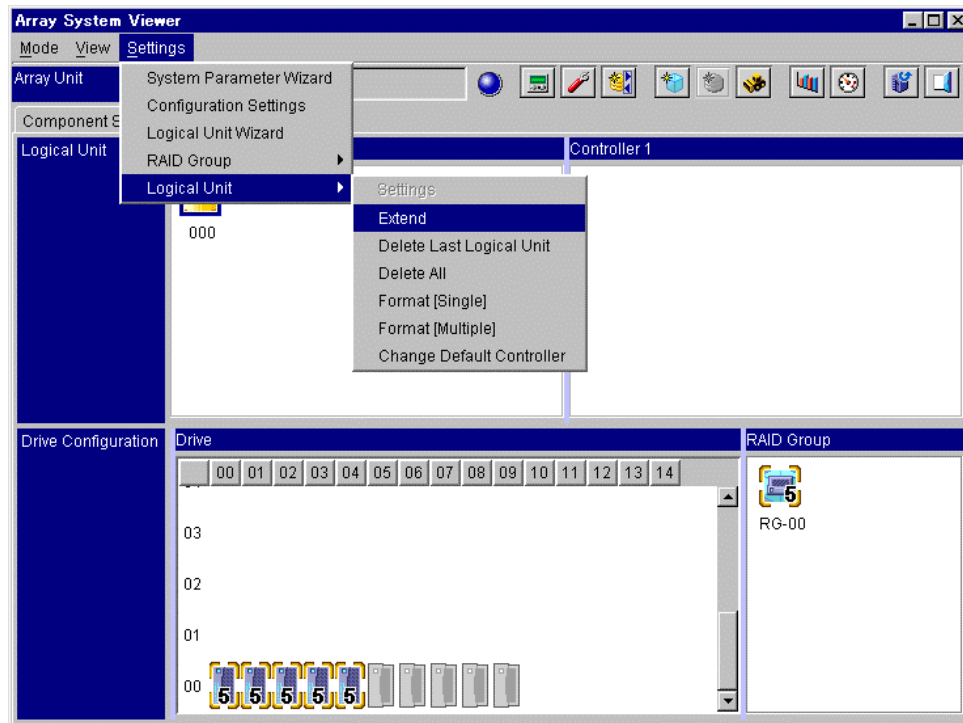 Array System Viewer
Mode View Settings
Array Unit
System Parameter Wizard
Configuration Settings
Logical Unit Wizard
RAID Group
Logical Unit
Component S
Logical Unit
Controller 1
000
Settings
Extend
Delete Last Logical Unit
Delete All
Format [Single]
Format [Multiple]
Change Default Controller
Drive Configuration
Drive
RAID Group
00 01 02 03 04 05 06 07 08 09 10 11 12 13 14
03
02
01
00 5 5 5 5 5
5
RG-00